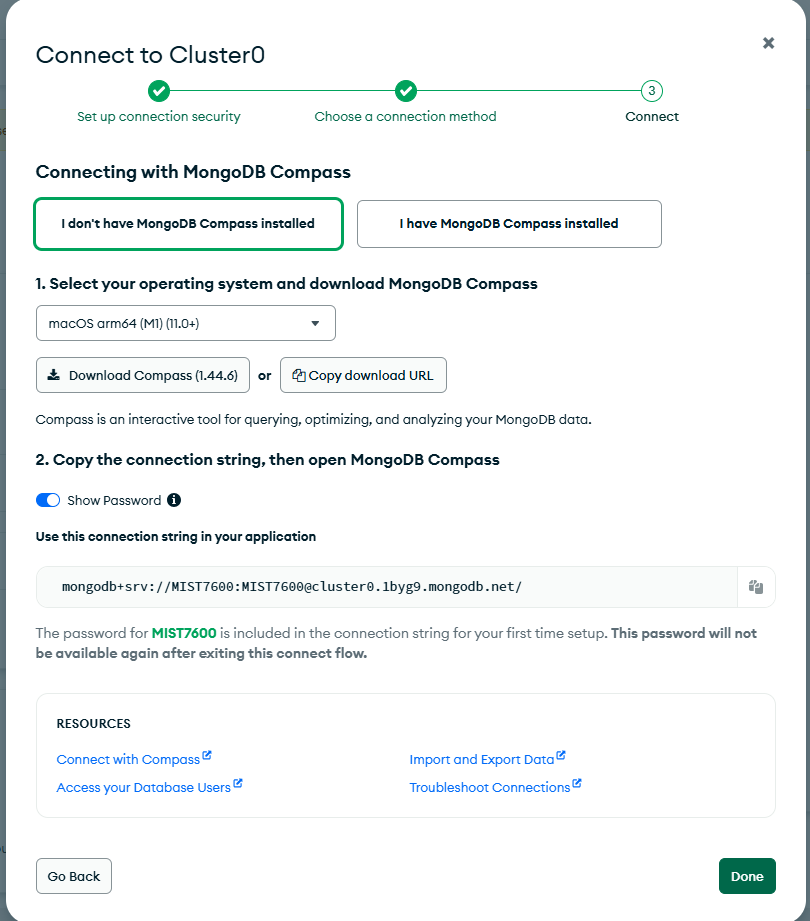 Connect to Cluster0
Set up connection security
Choose a connection method
3
Connect
Connecting with MongoDB Compass
I don't have MongoDB Compass installed
I have MongoDB Compass installed
1. Select your operating system and download MongoDB Compass
macOS arm64 (M1) (11.0+)
Download Compass (1.44.6) or Copy download URL
Compass is an interactive tool for querying, optimizing, and analyzing your MongoDB data.
2. Copy the connection string, then open MongoDB Compass
Show Password
Use this connection string in your application
mongodb+srv://MIST7600:MIST7600@cluster0.1byg9.mongodb.net/
The password for MIST7600 is included in the connection string for your first time setup. This password will not
be available again after exiting this connect flow.
RESOURCES
Connect with Compass
Import and Export Data
Access your Database Users
Troubleshoot Connections
Go Back
Done